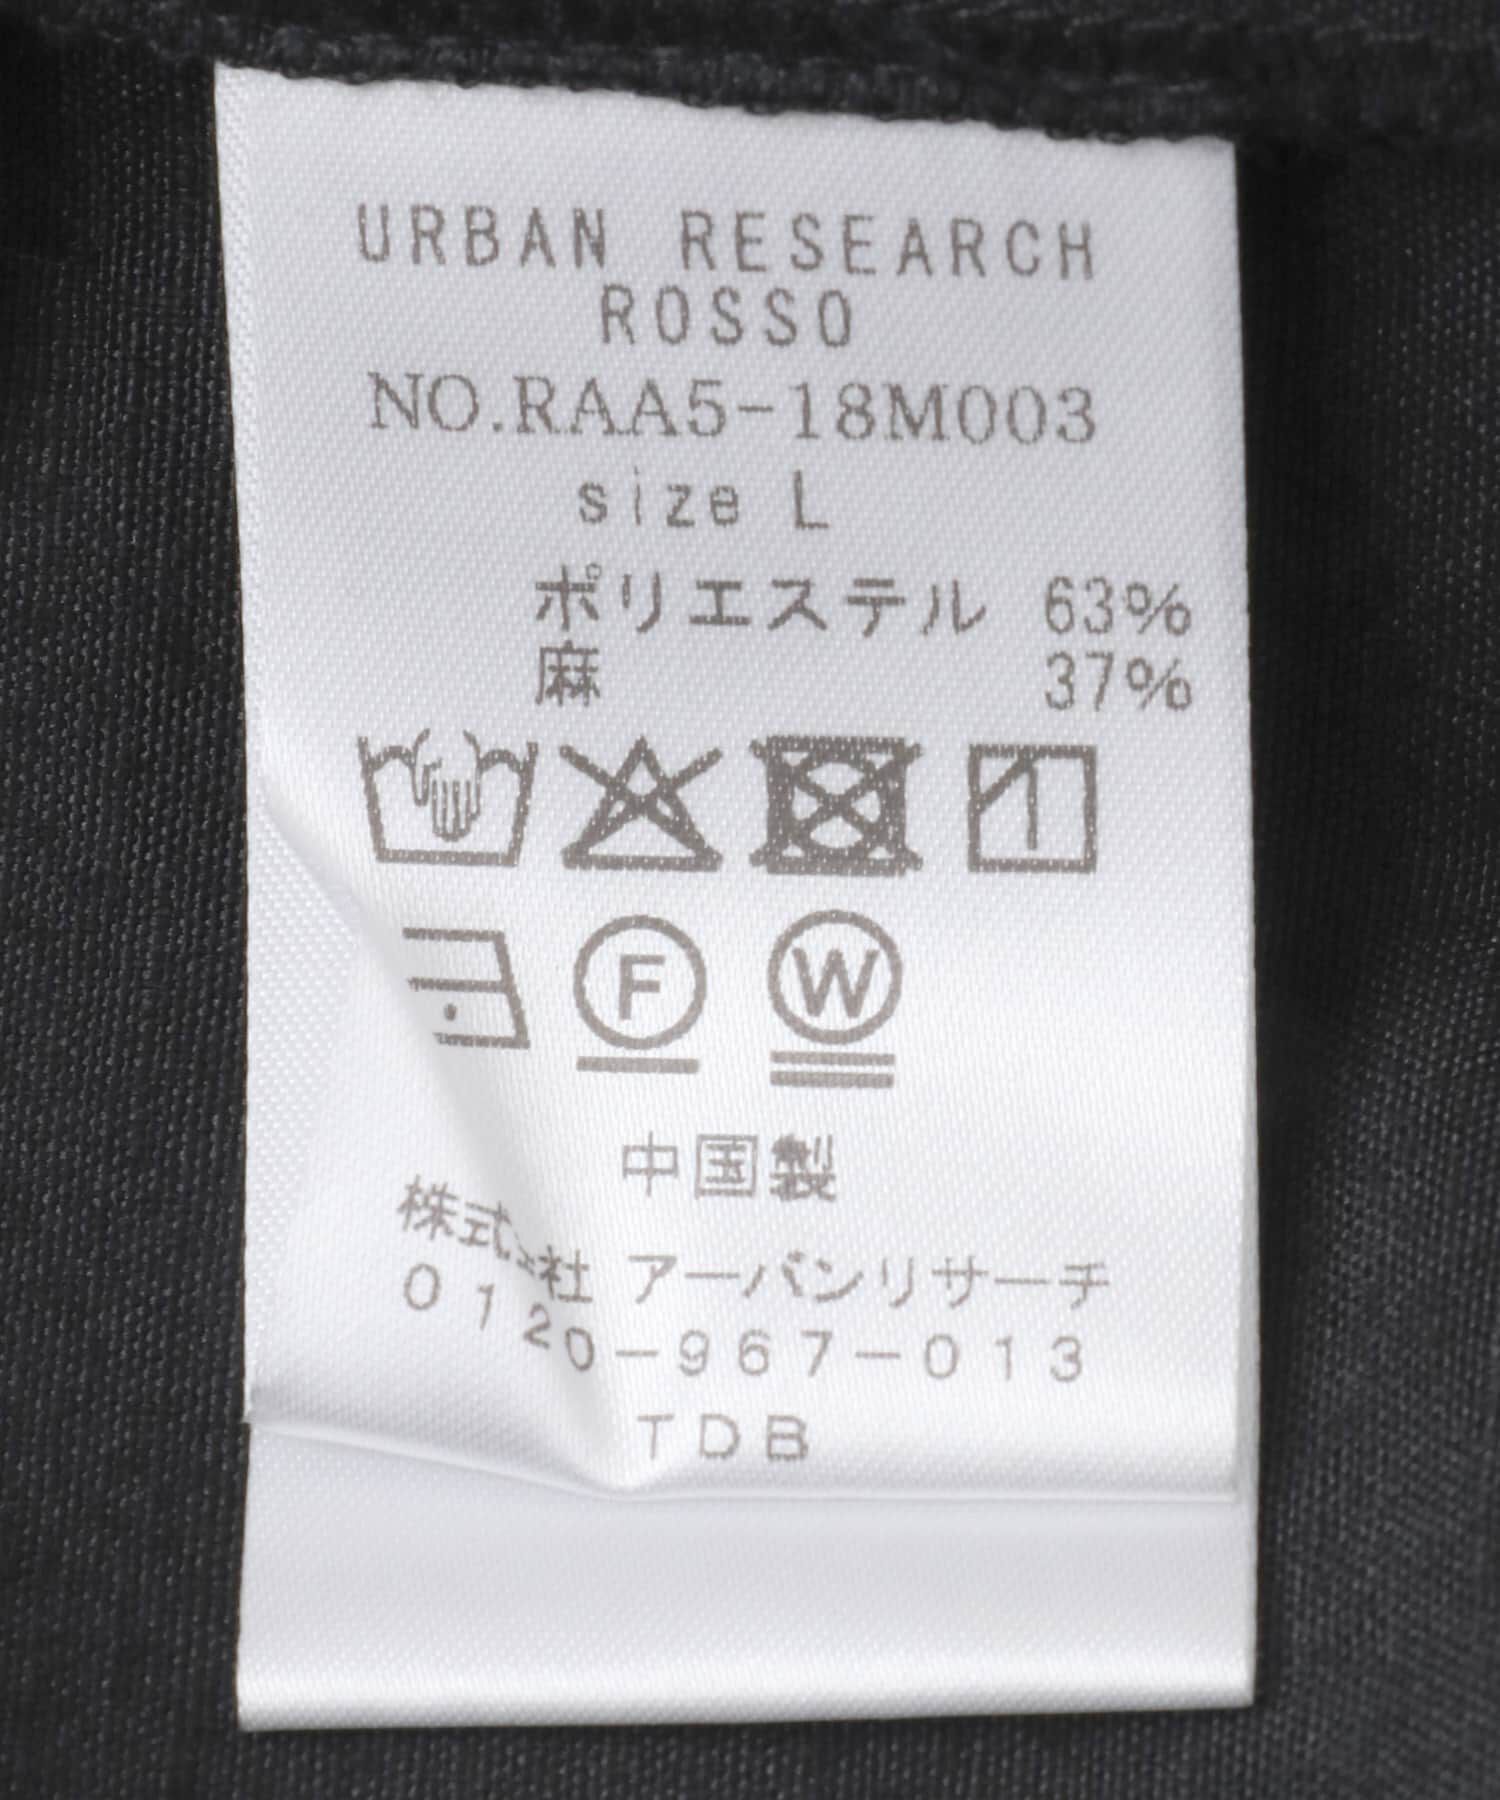 URBAN RESEARCH
ROSSO
NO.RAA5-18M003
size L
ポリエステル 63%
麻 37%
F W
中国製
株式会社 アーバンリサーチ
0120-967-013
TDB